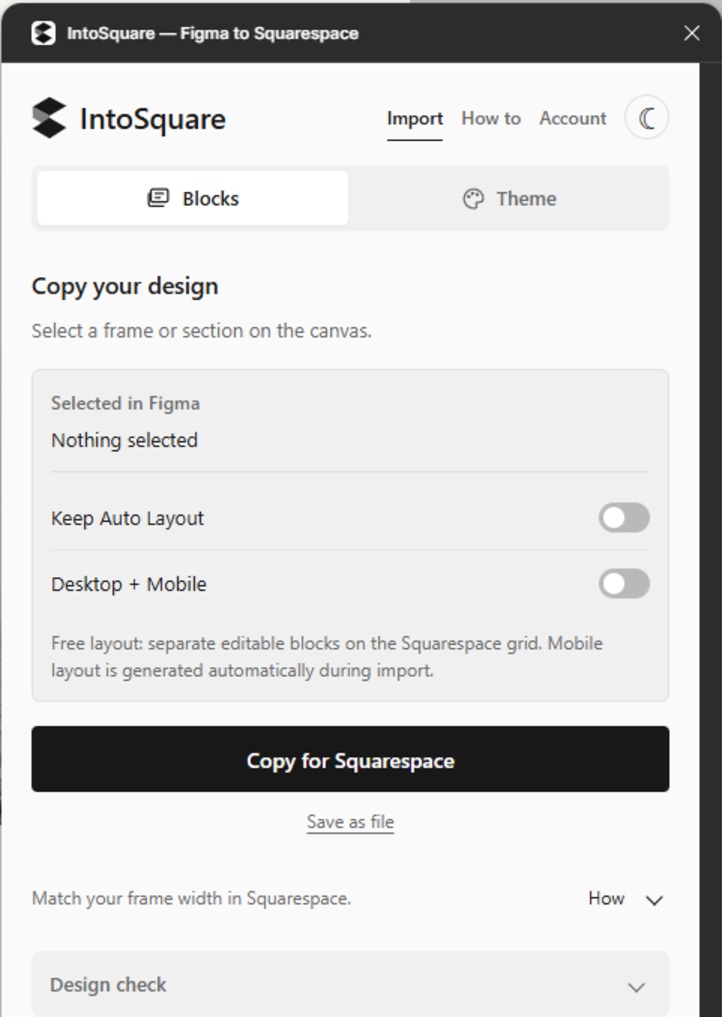 IntoSquare — Figma to Squarespace
IntoSquare
Import How to Account
Blocks Theme
Copy your design
Select a frame or section on the canvas.
Selected in Figma
Nothing selected
Keep Auto Layout
Desktop + Mobile
Free layout: separate editable blocks on the Squarespace grid. Mobile
layout is generated automatically during import.
Copy for Squarespace
Save as file
Match your frame width in Squarespace. How
Design check